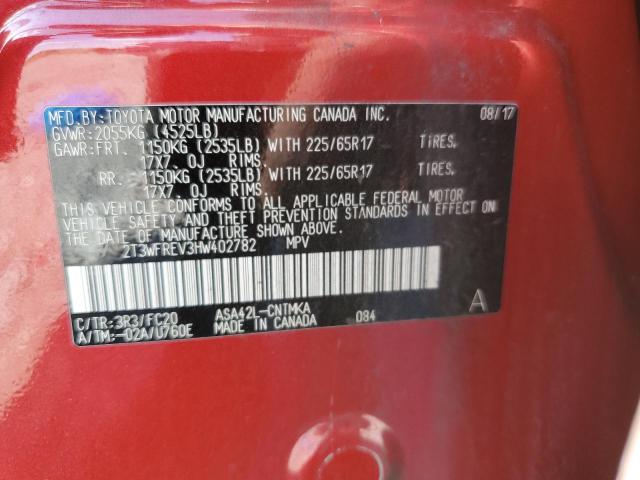 MFD.BY:TOYOTA MOTOR MANUFACTURING CANADA INC. 08/17
GVWR:2055KG (4525LB)
GAWR:FRT. 1150KG (2535LB) WITH 225/65R17 TIRES.
17X7.0J RIMS.
RR. 1150KG (2535LB) WITH 225/65R17 TIRES.
17X7.0J RIMS.
THIS VEHICLE CONFORMS TO ALL APPLICABLE FEDERAL MOTOR
VEHICLE SAFETY AND THEFT PREVENTION STANDARDS IN EFFECT ON
THE DATE OF MANUFACTURE SHOWN ABOVE.
2T3WFREV3HW402782 MPV
C/TR:3R3/FC20 ASA42L-CNTMKA 084
A/TM:-02A/U760E MADE IN CANADA A